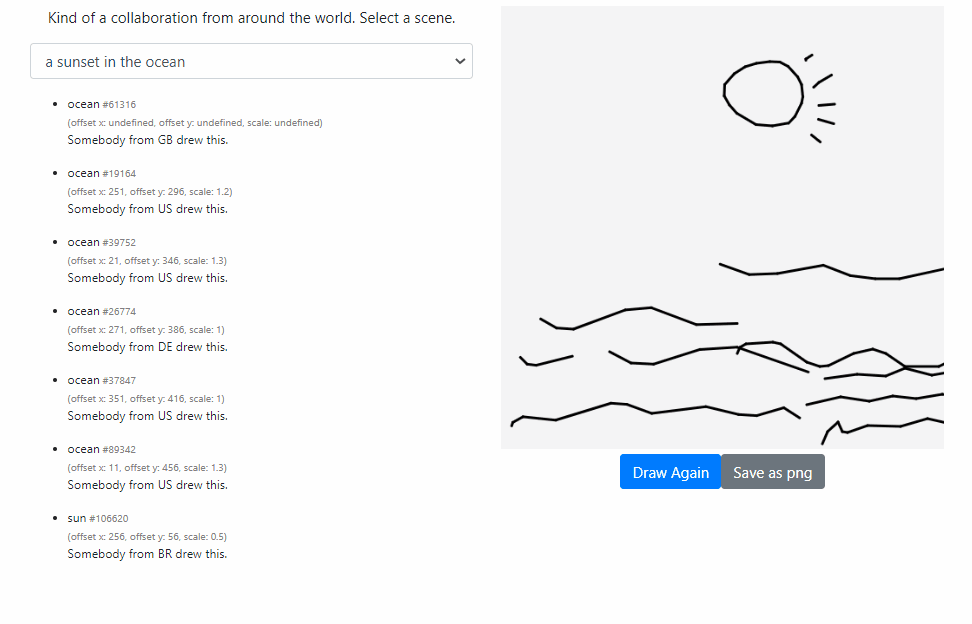 Kind of a collaboration from around the world. Select a scene.
a sunset in the ocean
ocean #61316
(offset x: undefined, offset y: undefined, scale: undefined)
Somebody from GB drew this.
ocean #19164
(offset x: 251, offset y: 296, scale: 1.2)
Somebody from US drew this.
ocean #39752
(offset x: 21, offset y: 346, scale: 1.3)
Somebody from US drew this.
ocean #26774
(offset x: 271, offset y: 386, scale: 1)
Somebody from DE drew this.
ocean #37847
(offset x: 351, offset y: 416, scale: 1)
Somebody from US drew this.
ocean #89342
(offset x: 11, offset y: 456, scale: 1.3)
Somebody from US drew this.
sun #106620
(offset x: 256, offset y: 56, scale: 0.5)
Somebody from BR drew this.
Draw Again
Save as png